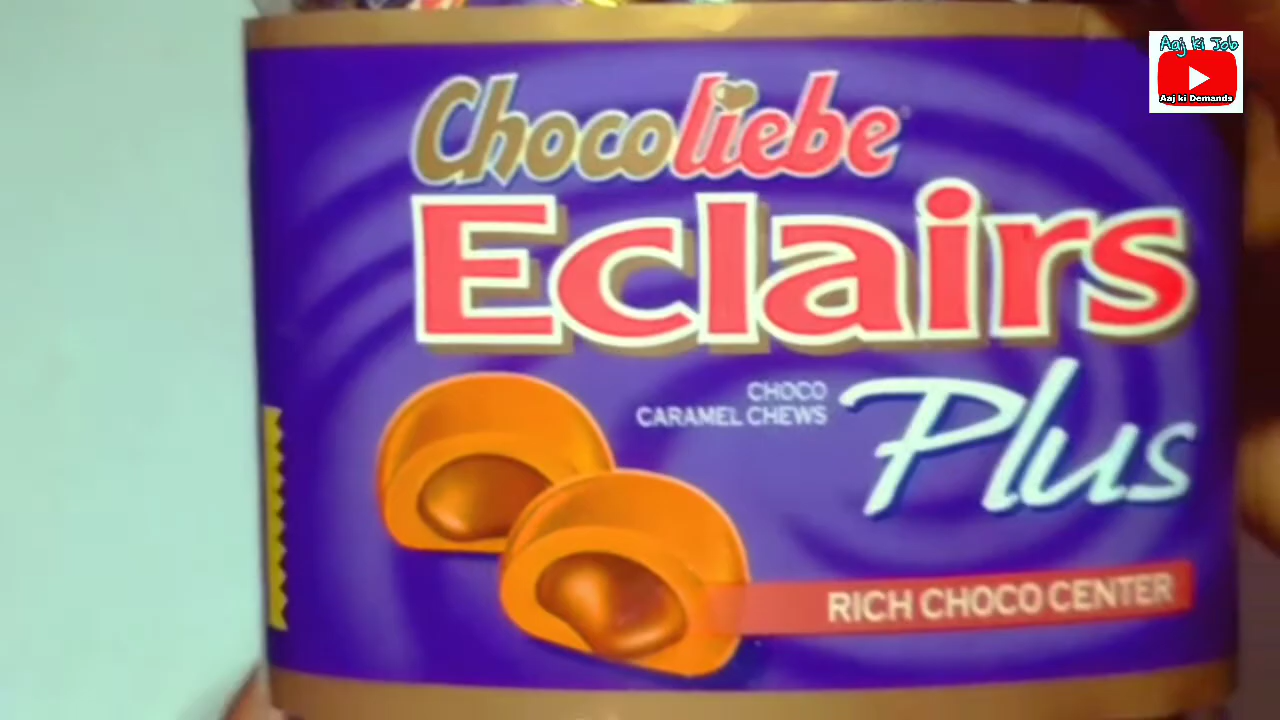 Aaj ki Job
Aaj ki Demands
Chocoliebe
Eclairs
Plus
CHOCO
CARAMEL CHEWS
RICH CHOCO CENTER